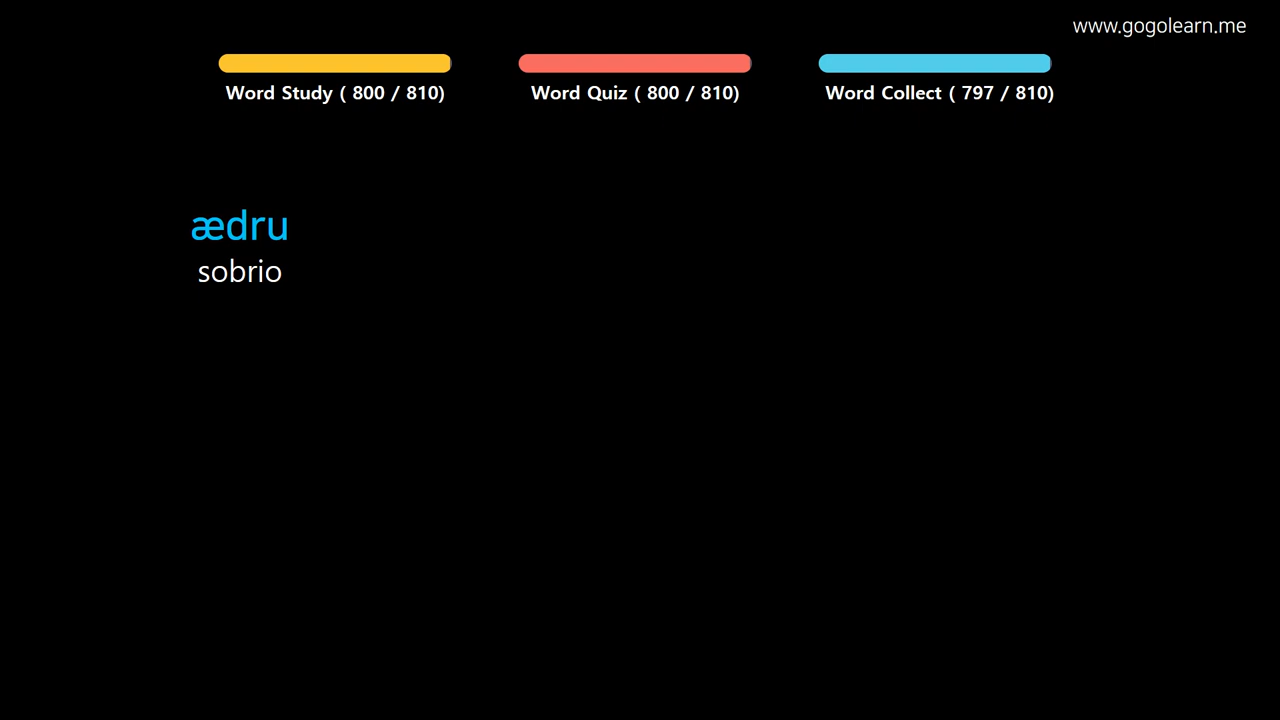 www.gogolearn.me
Word Study ( 800 / 810)
Word Quiz ( 800 / 810)
Word Collect ( 797 / 810)
ædru
sobrio